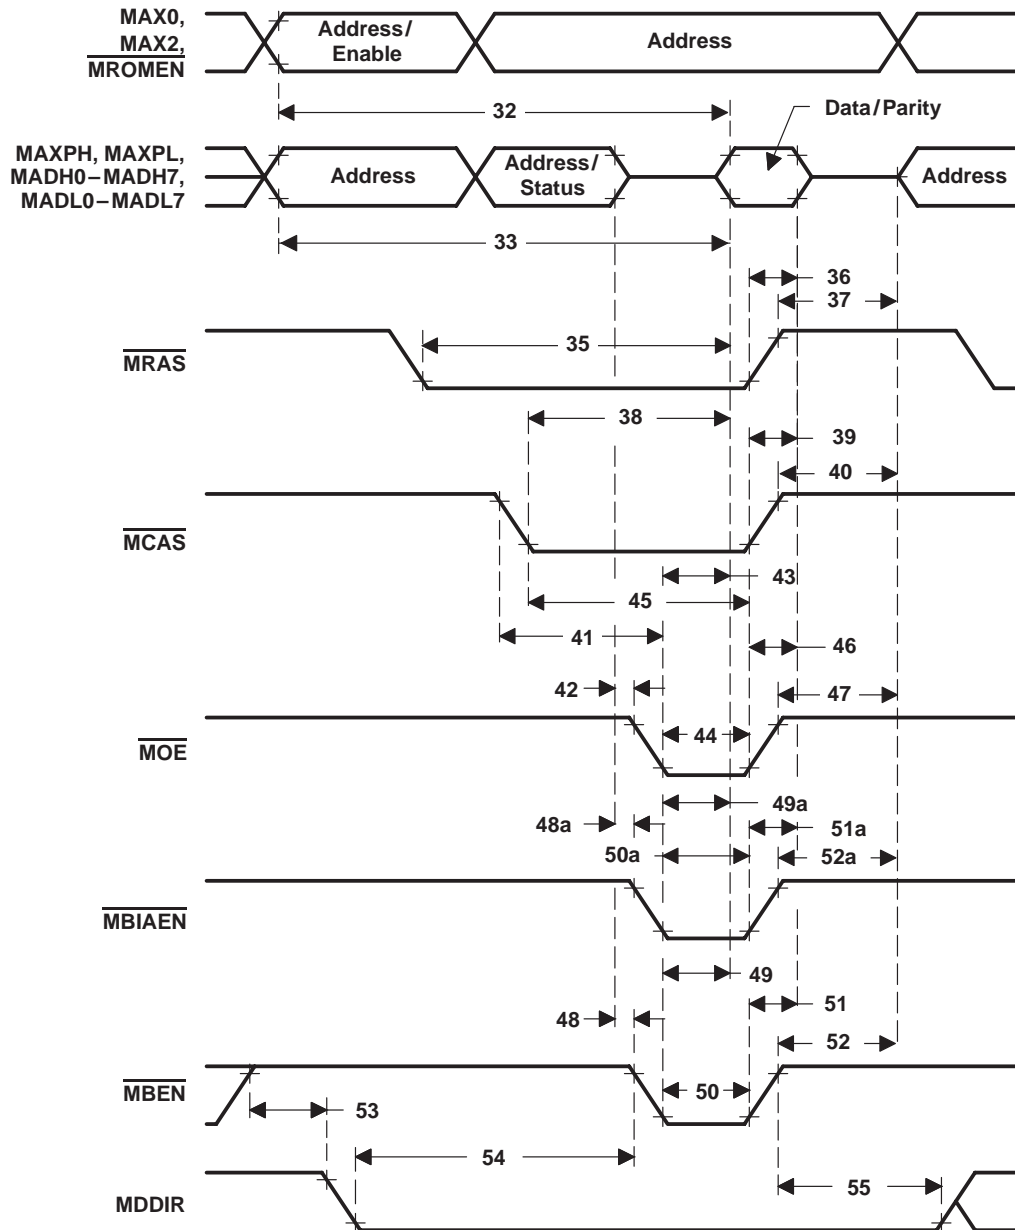 MAX0,
MAX2,
MROMEN
Address/
Enable
Address
32
Data/Parity
MAXPH, MAXPL,
MADH0–MADH7,
MADL0–MADL7
Address
Address/
Status
Address
33
36
37
MRAS
35
38
39
40
MCAS
43
45
41
46
42
47
MOE
44
49a
48a
51a
50a
52a
MBIAEN
49
51
48
52
MBEN
50
53
54
55
MDDIR